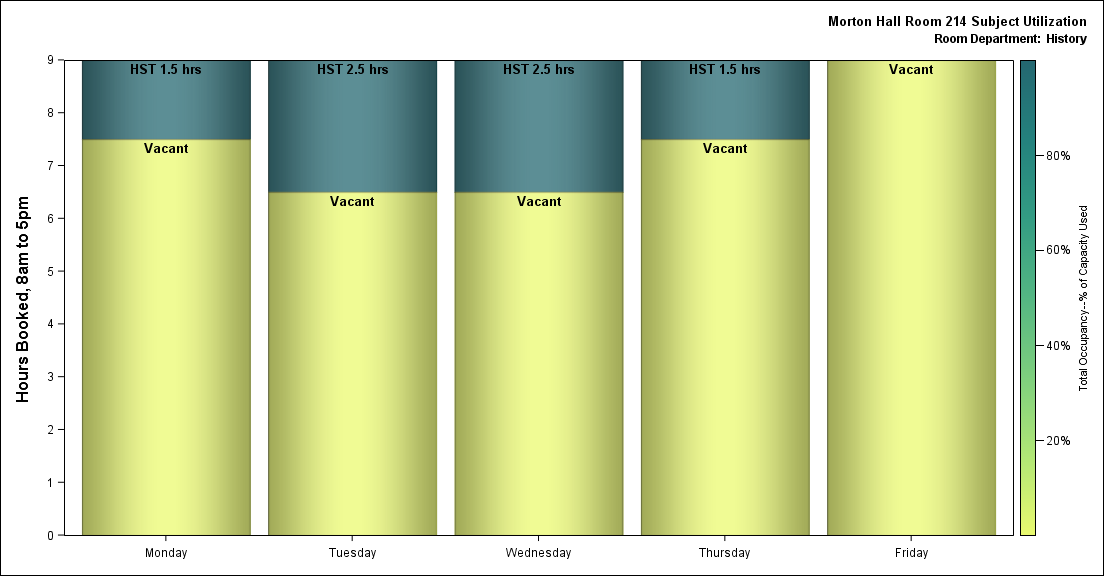 Morton Hall Room 214 Subject Utilization
Room Department: History
Hours Booked, 8am to 5pm
9
8
7
6
5
4
3
2
1
0
HST 1.5 hrs
HST 2.5 hrs
HST 2.5 hrs
HST 1.5 hrs
Vacant
Vacant
Vacant
Vacant
Vacant
Monday
Tuesday
Wednesday
Thursday
Friday
80%
60%
40%
20%
Total Occupancy--% of Capacity Used